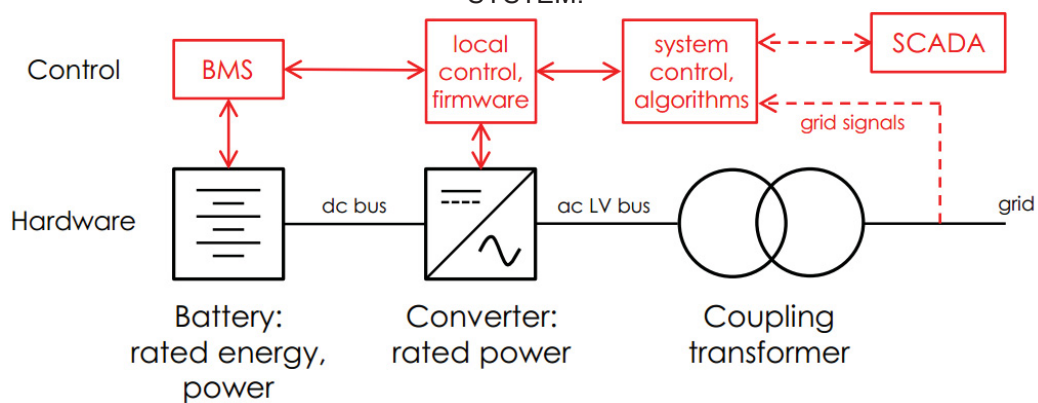 SYSTEM.
Control
BMS
local
control,
firmware
system
control,
algorithms
SCADA
grid signals
Hardware
dc bus
ac LV bus
grid
Battery:
rated energy,
power
Converter:
rated power
Coupling
transformer